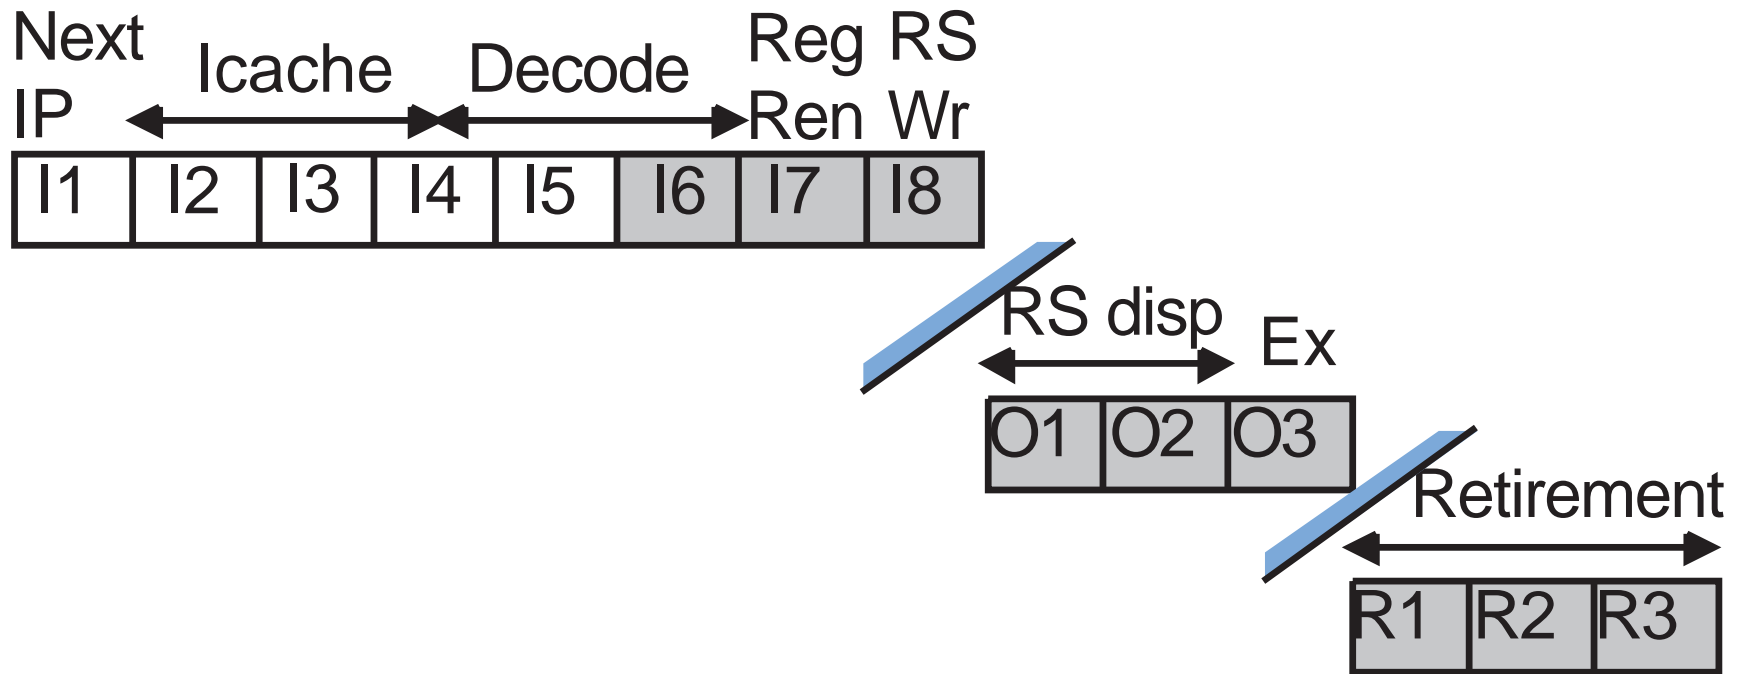 Next
IP
Icache
Decode
Reg
Ren
RS
Wr
I1 I2 I3 I4 I5 I6 I7 I8
RS disp
Ex
O1 O2 O3
Retirement
R1 R2 R3